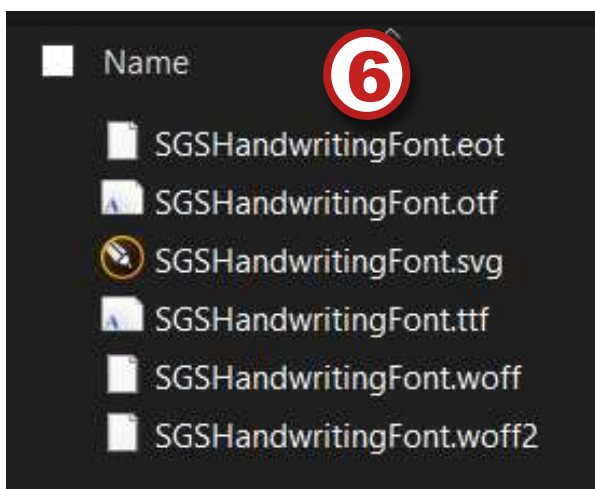 Name
6
SGSHandwritingFont.eot
SGSHandwritingFont.otf
SGSHandwritingFont.svg
SGSHandwritingFont.ttf
SGSHandwritingFont.woff
SGSHandwritingFont.woff2